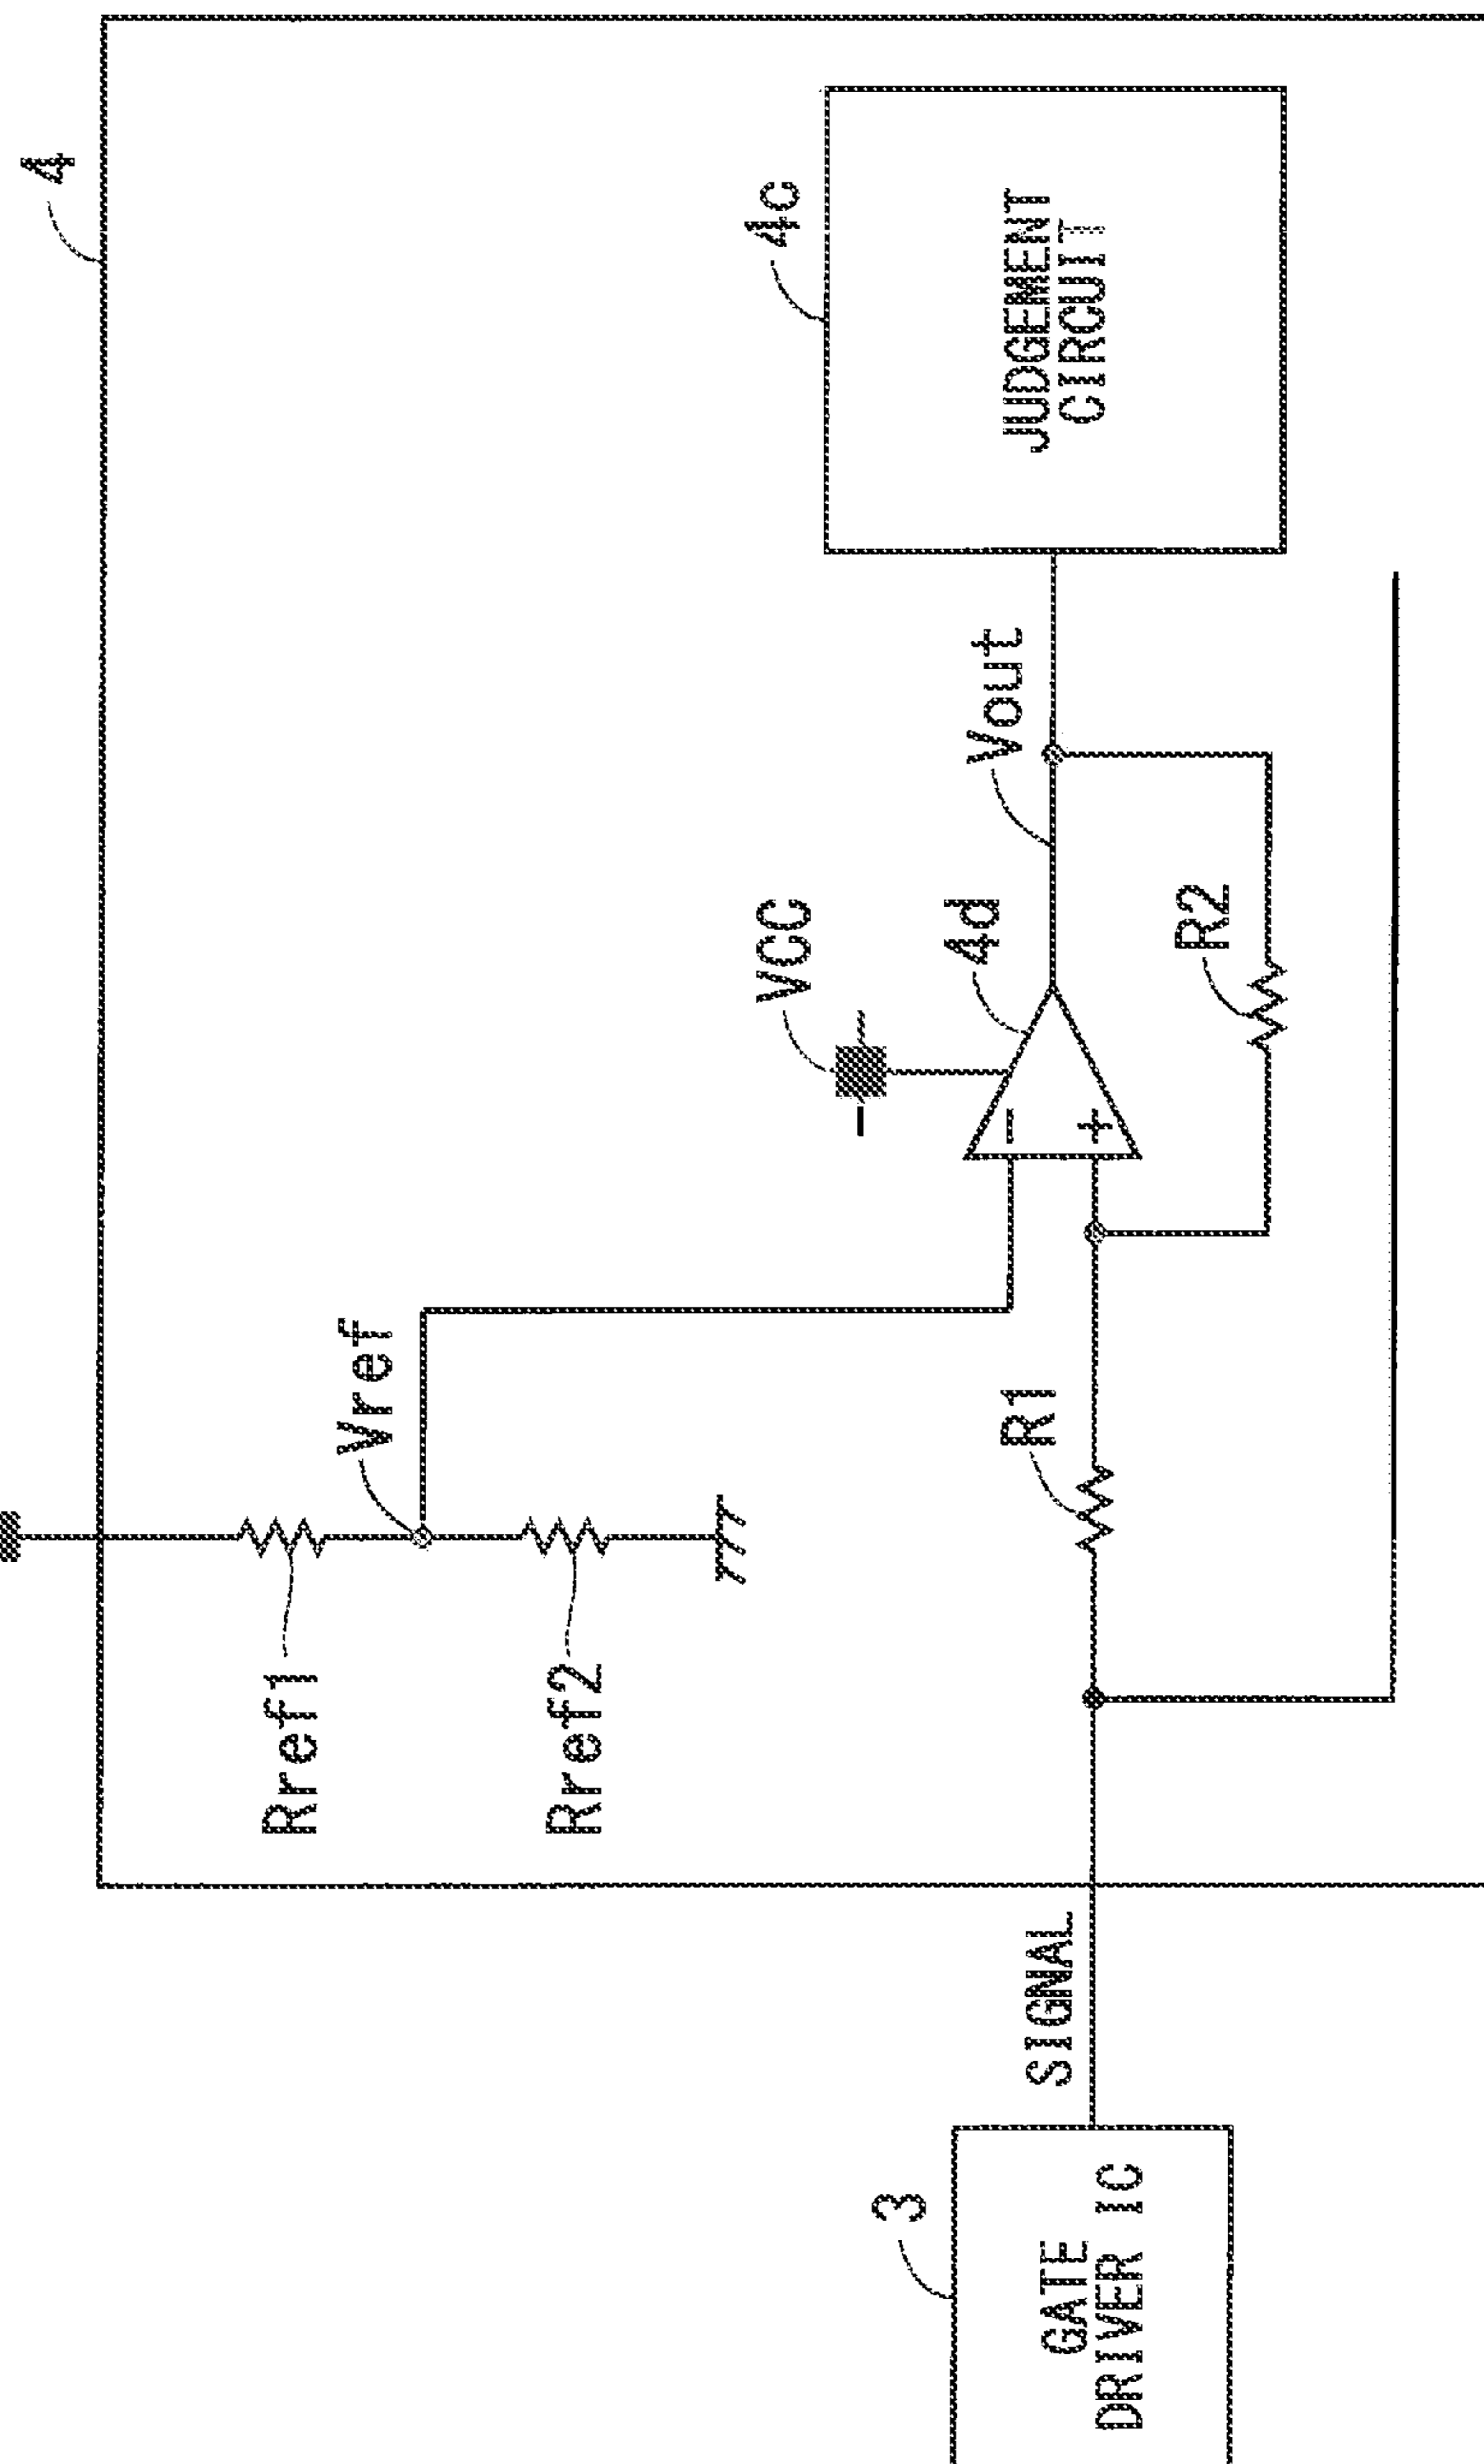 4
4c
JUDGEMENT
CIRCUIT
Vout
VCC
4d
R2
Vref
R1
Rref1
Rref2
SIGNAL
3
GATE
DRIVER IC
-
+